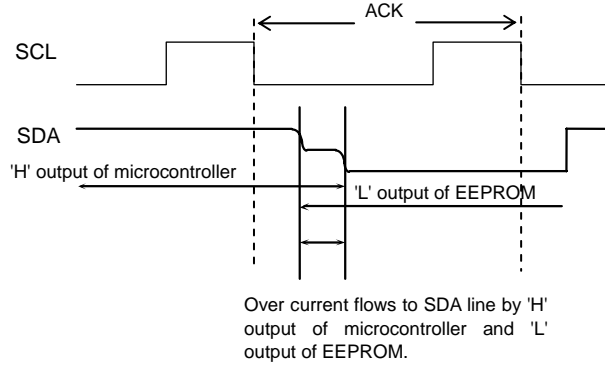 ACK
SCL
SDA
'H' output of microcontroller
'L' output of EEPROM
Over current flows to SDA line by 'H'
output of microcontroller and 'L'
output of EEPROM.